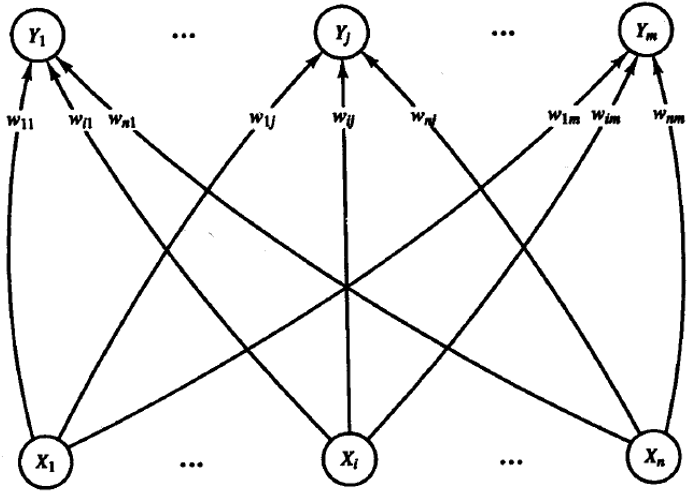 Y₁ ... Yⱼ ... Yₘ
w₁₁ wᵢ₁ wₙ₁ w₁ⱼ wᵢⱼ wₙⱼ w₁ₘ wᵢₘ wₙₘ
X₁ ... Xᵢ ... Xₙ